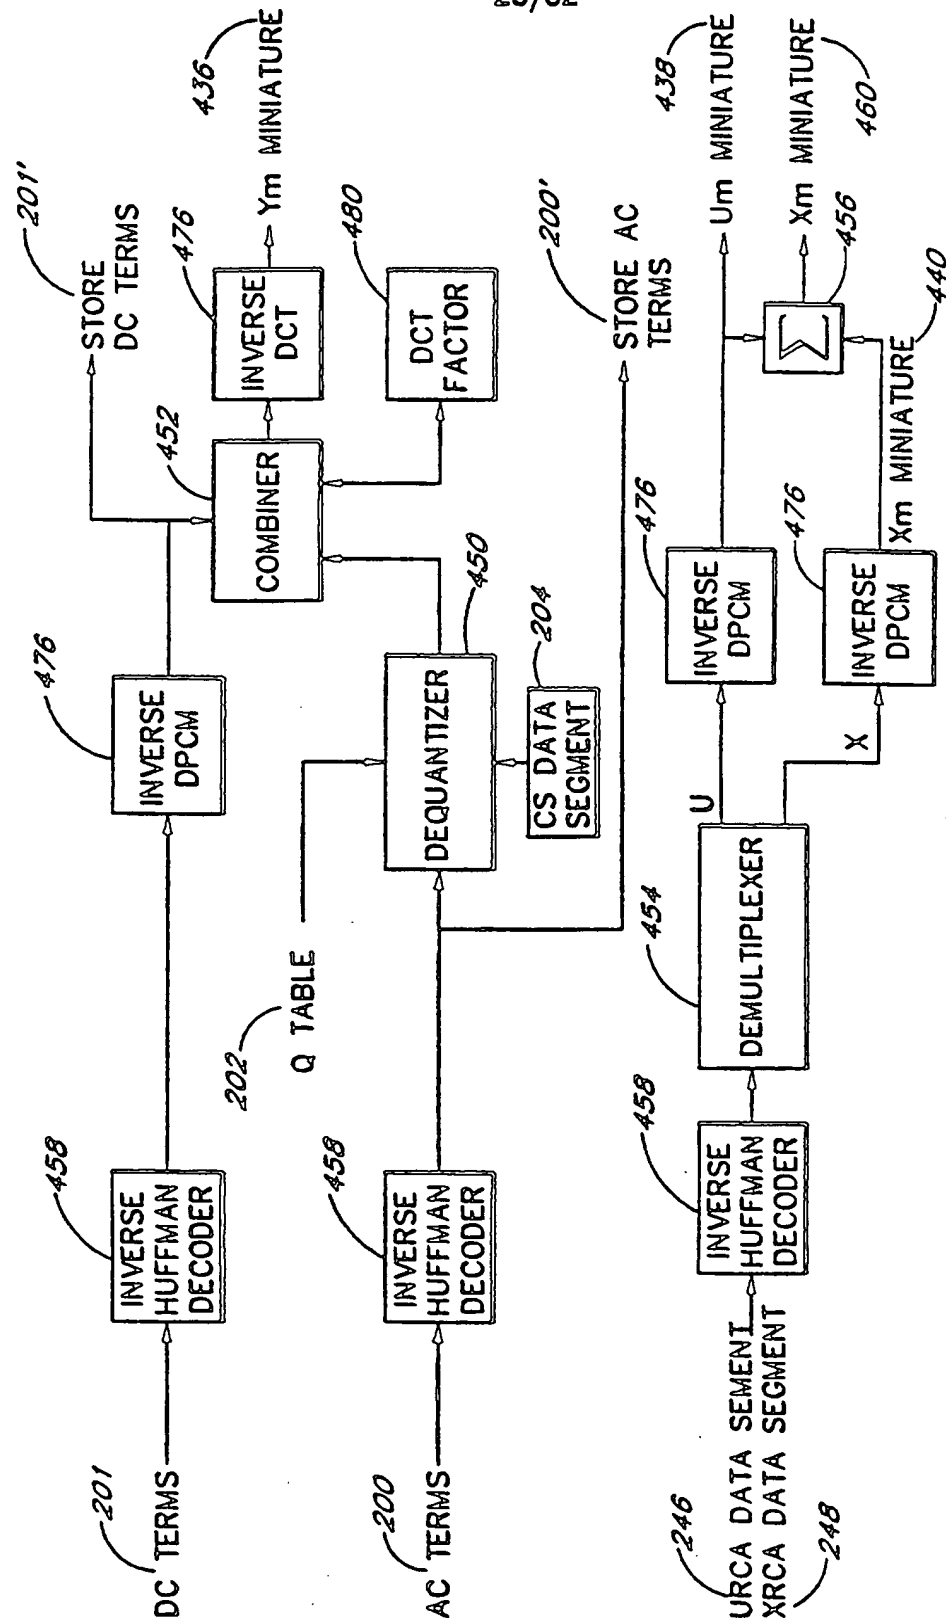 201
DC TERMS
458
INVERSE
HUFFMAN
DECODER
476
INVERSE
DPCM
201'
STORE
DC TERMS
452
COMBINER
476
INVERSE
DCT
436
Ym MINIATURE
480
DCT
FACTOR
202
Q TABLE
200
AC TERMS
458
INVERSE
HUFFMAN
DECODER
DEQUANTIZER
450
204
CS DATA
SEGMENT
200'
STORE AC
TERMS
246
URCA DATA SEMENT
XRCA DATA SEGMENT
248
458
INVERSE
HUFFMAN
DECODER
454
DEMULTIPLEXER
U
X
476
INVERSE
DPCM
476
INVERSE
DPCM
Xm MINIATURE
440
Σ
456
438
Um MINIATURE
Xm MINIATURE
460